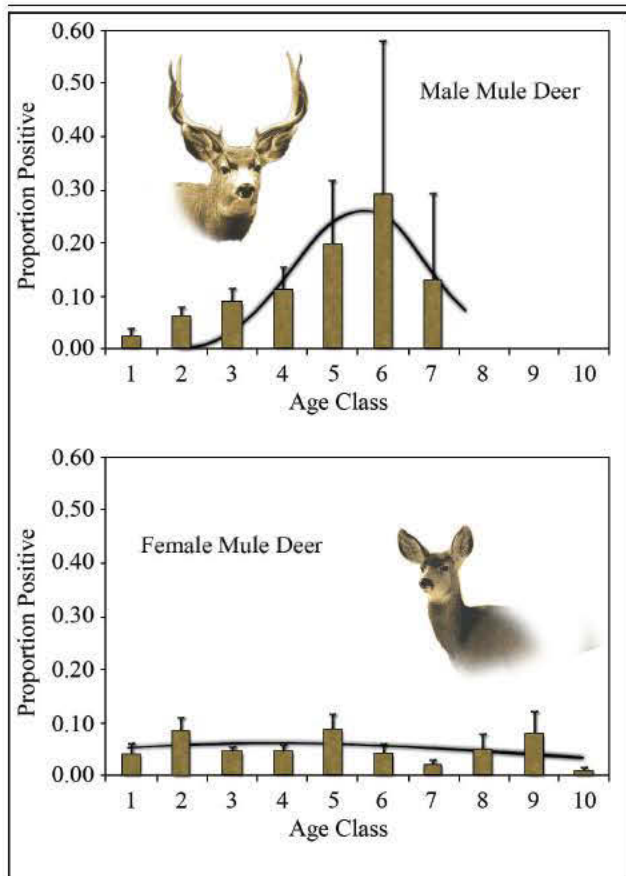 0.60
0.50
0.40
0.30
0.20
0.10
0.00
Proportion Positive
Male Mule Deer
1 2 3 4 5 6 7 8 9 10
Age Class
0.60
0.50
0.40
0.30
0.20
0.10
0.00
Proportion Positive
Female Mule Deer
1 2 3 4 5 6 7 8 9 10
Age Class